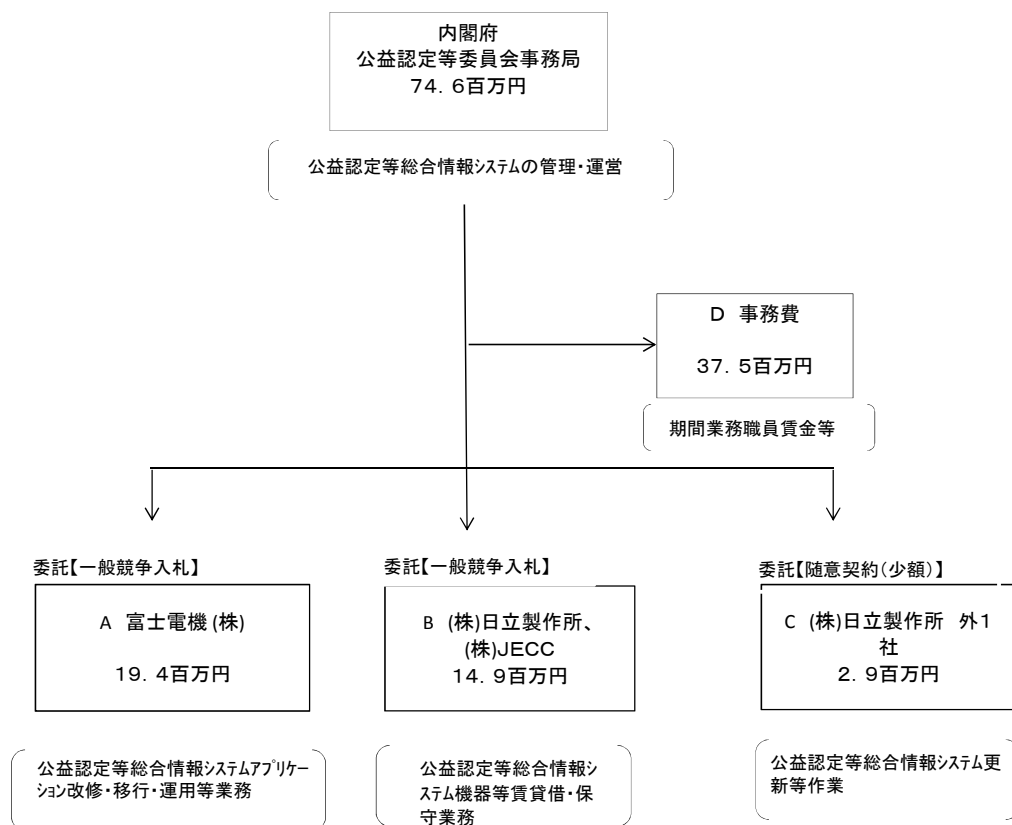 内閣府
公益認定等委員会事務局
74.6百万円
公益認定等総合情報システムの管理・運営
D 事務費
37.5百万円
期間業務職員賃金等
委託【一般競争入札】
A 富士電機(株)
19.4百万円
公益認定等総合情報システムアプリケー
ション改修・移行・運用等業務
委託【一般競争入札】
B (株)日立製作所、
(株)JECC
14.9百万円
公益認定等総合情報シ
ステム機器等賃貸借・保
守業務
委託【随意契約(少額)】
C (株)日立製作所 外1
社
2.9百万円
公益認定等総合情報システム更
新等作業